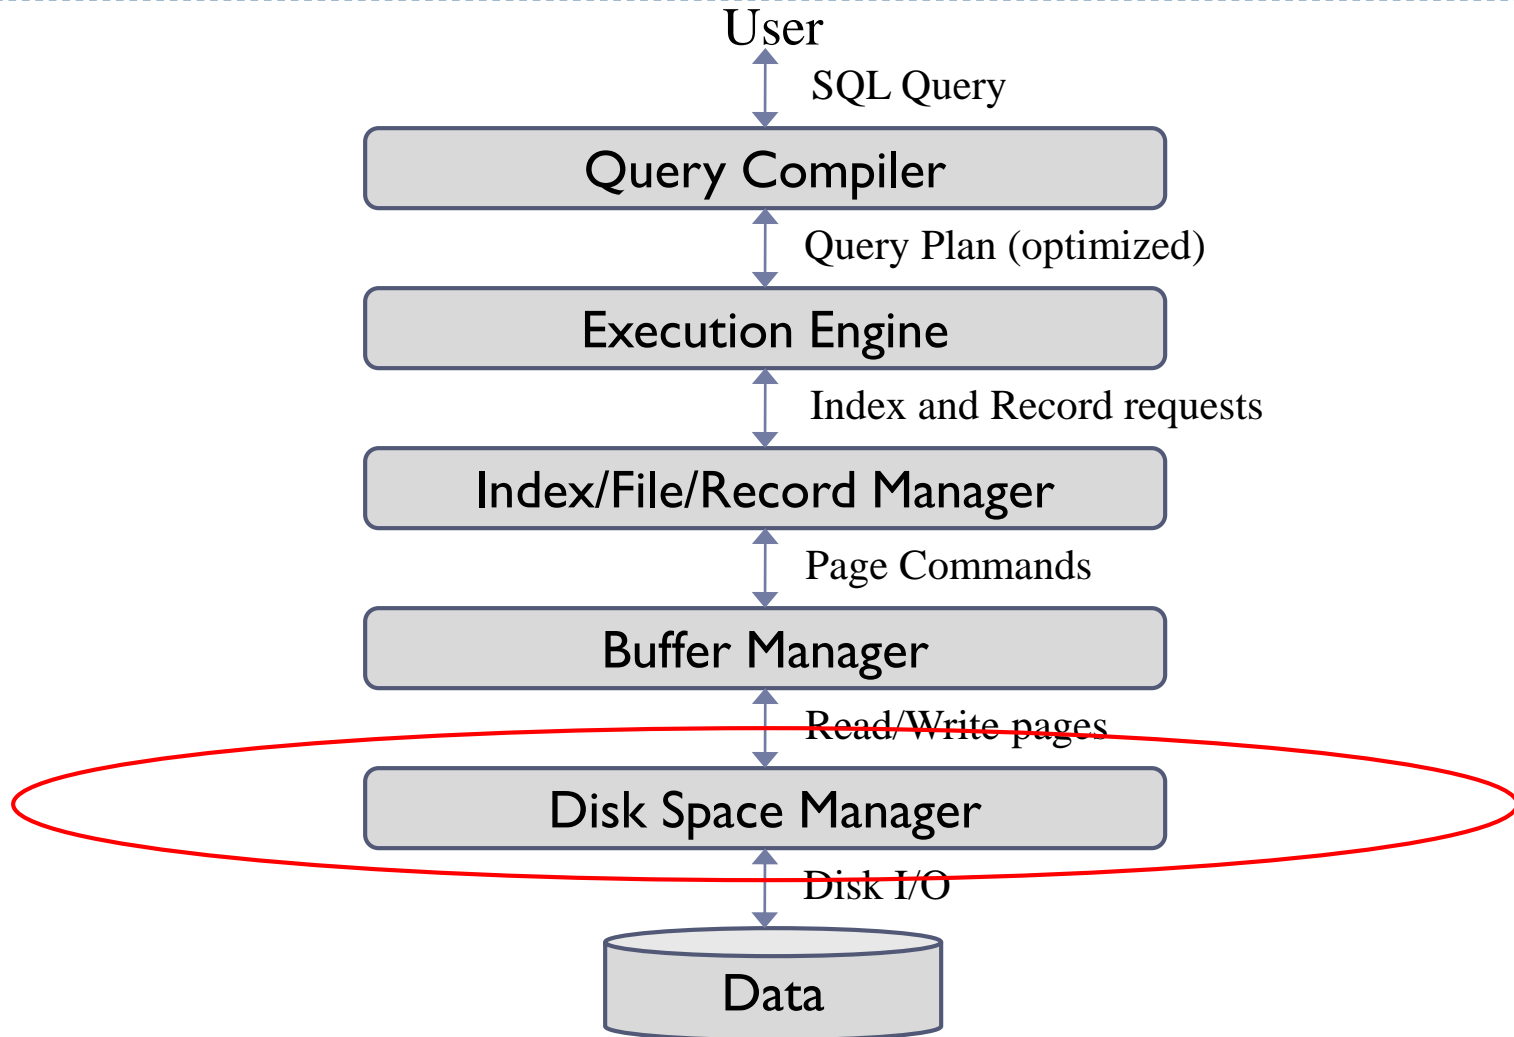 User
SQL Query
Query Compiler
Query Plan (optimized)
Execution Engine
Index and Record requests
Index/File/Record Manager
Page Commands
Buffer Manager
Read/Write pages
Disk Space Manager
Disk I/O
Data